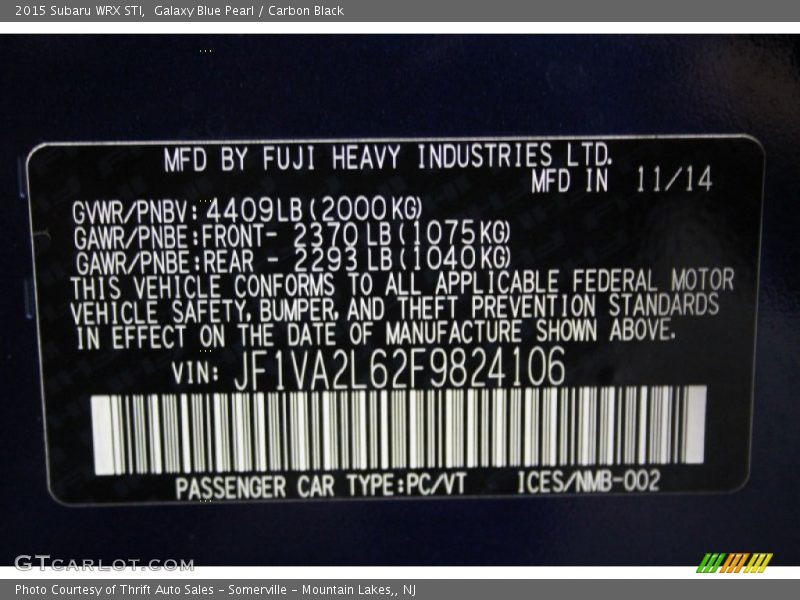 2015 Subaru WRX STI,  Galaxy Blue Pearl / Carbon Black
MFD BY FUJI HEAVY INDUSTRIES LTD.
MFD IN 11/14
GVWR/PNBV: 4409LB(2000KG)
GAWR/PNBE:FRONT- 2370LB(1075KG)
GAWR/PNBE:REAR - 2293LB(1040KG)
THIS VEHICLE CONFORMS TO ALL APPLICABLE FEDERAL MOTOR
VEHICLE SAFETY, BUMPER, AND THEFT PREVENTION STANDARDS
IN EFFECT ON THE DATE OF MANUFACTURE SHOWN ABOVE.
VIN: JF1VA2L62F9824106
PASSENGER CAR TYPE:PC/VT ICES/NMB-002
GTCARLOT.COM
Photo Courtesy of Thrift Auto Sales - Somerville - Mountain Lakes,, NJ